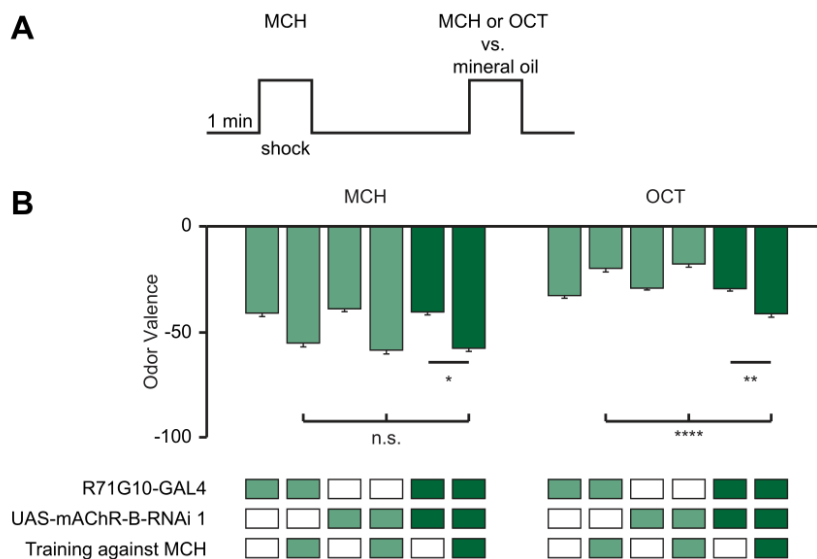 A
MCH
MCH or OCT
vs.
mineral oil
1 min
shock
B
MCH
OCT
0
-50
-100
Odor Valence
*
**
n.s.
****
R71G10-GAL4
UAS-mAChR-B-RNAi 1
Training against MCH